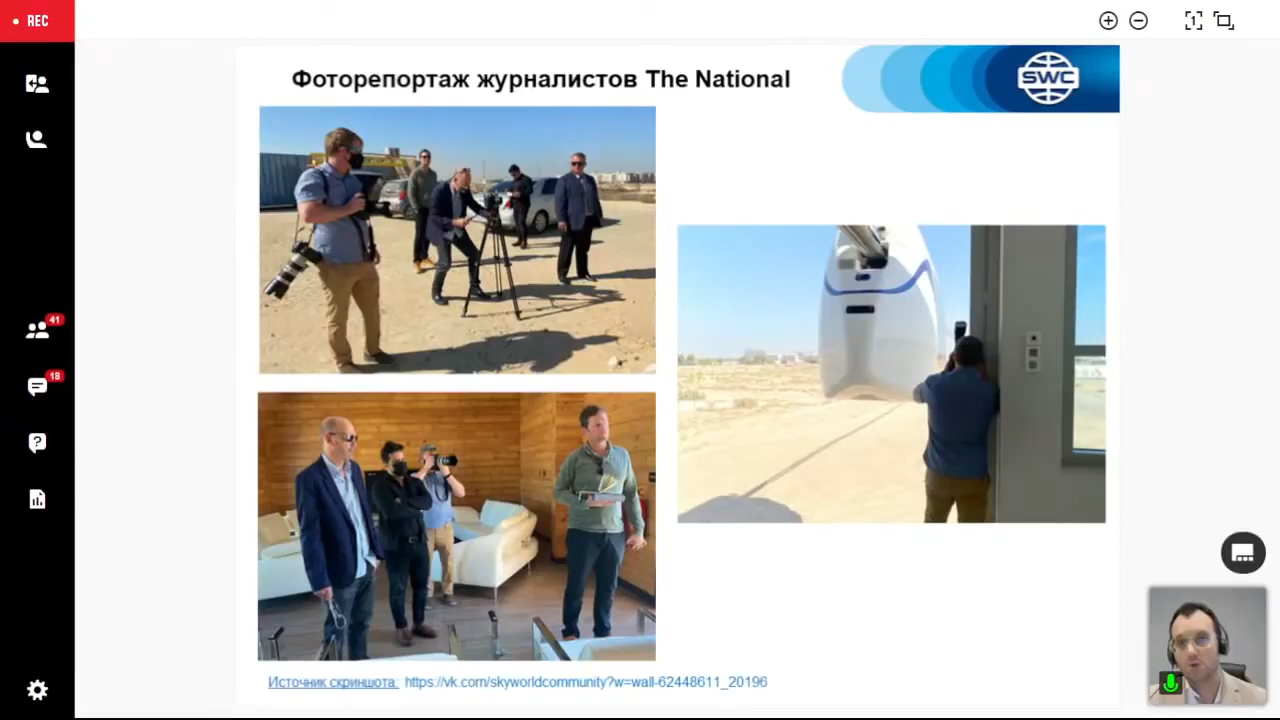 REC
Фоторепортаж журналистов The National
SWC
41
18
Источник скриншота: https://vk.com/skyworldcommunity?w=wall-62448611_20196